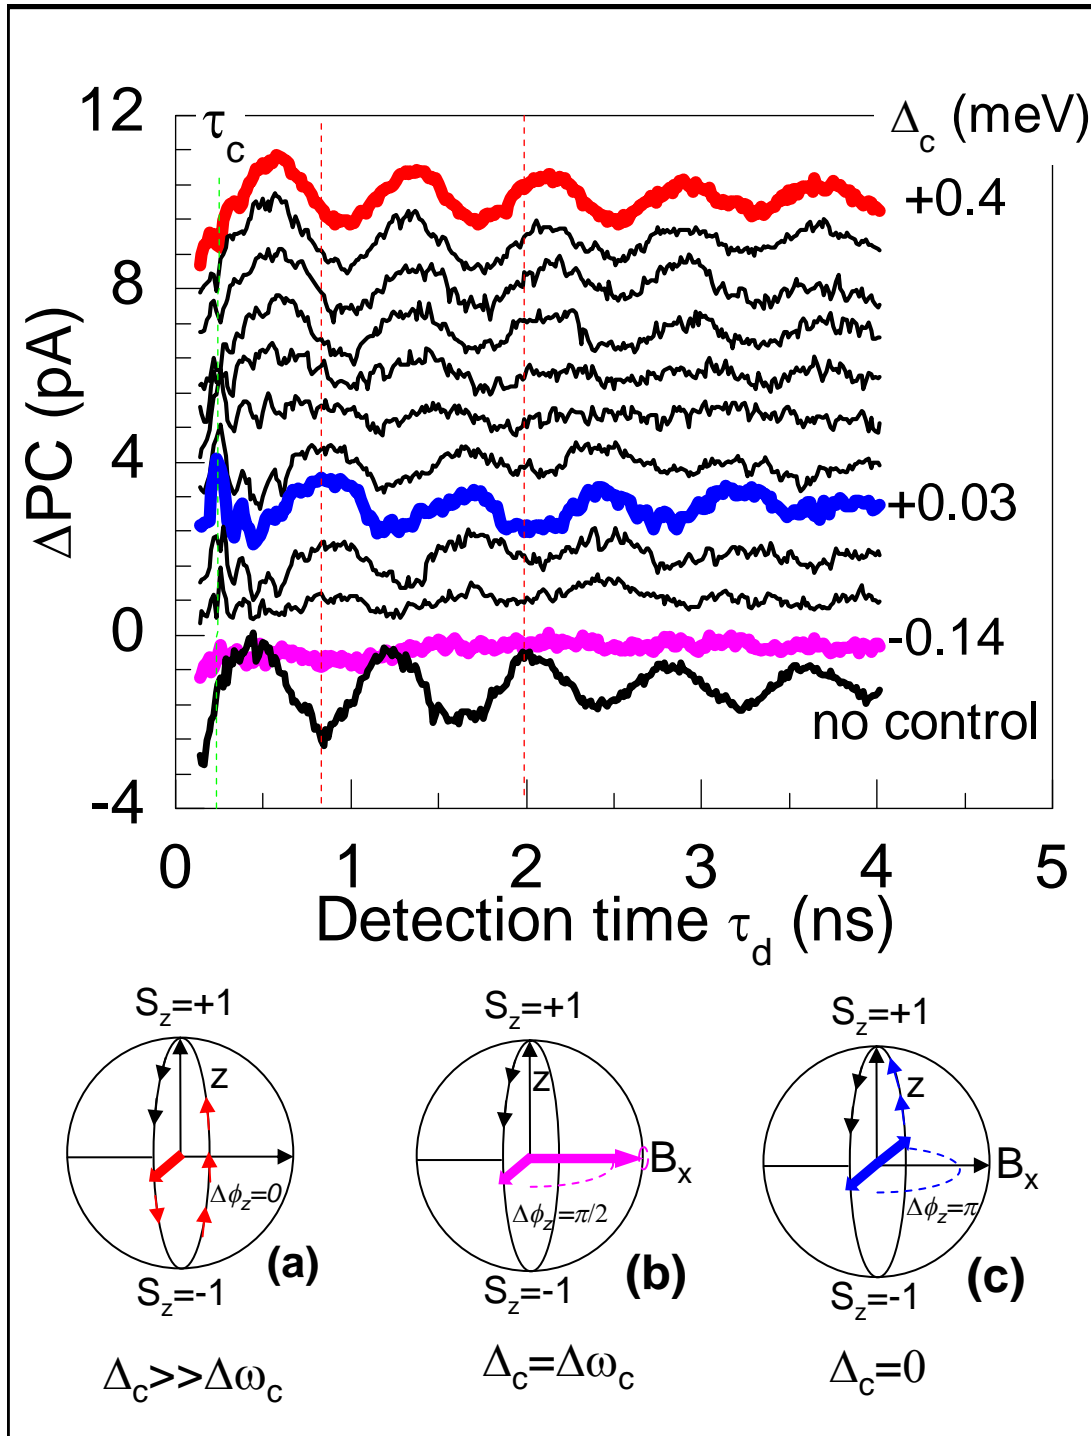 12
τc
Δc (meV)
+0.4
8
ΔPC (pA)
4
+0.03
0
-0.14
no control
-4
0 1 2 3 4 5
Detection time τd (ns)
Sz=+1 Sz=+1 Sz=+1
z z z
Bx Bx
Δϕz=0 Δϕz=π/2 Δϕz=π
(a) (b) (c)
Sz=-1 Sz=-1 Sz=-1
Δc>>Δωc Δc=Δωc Δc=0